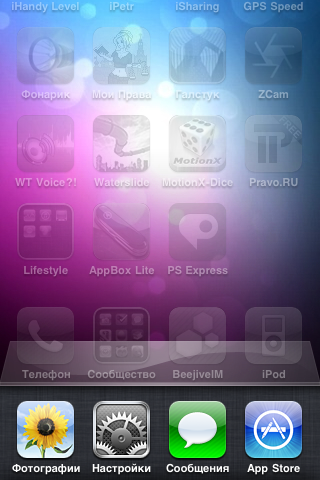 iHandy Level iPetr iSharing GPS Speed
Фонарик Мои Права Галстук ZCam
MotionX
WT Voice?! Waterslide MotionX-Dice Pravo.RU
Lifestyle AppBox Lite PS Express
Телефон Сообщество BeejiveIM iPod
Фотографии Настройки Сообщения App Store